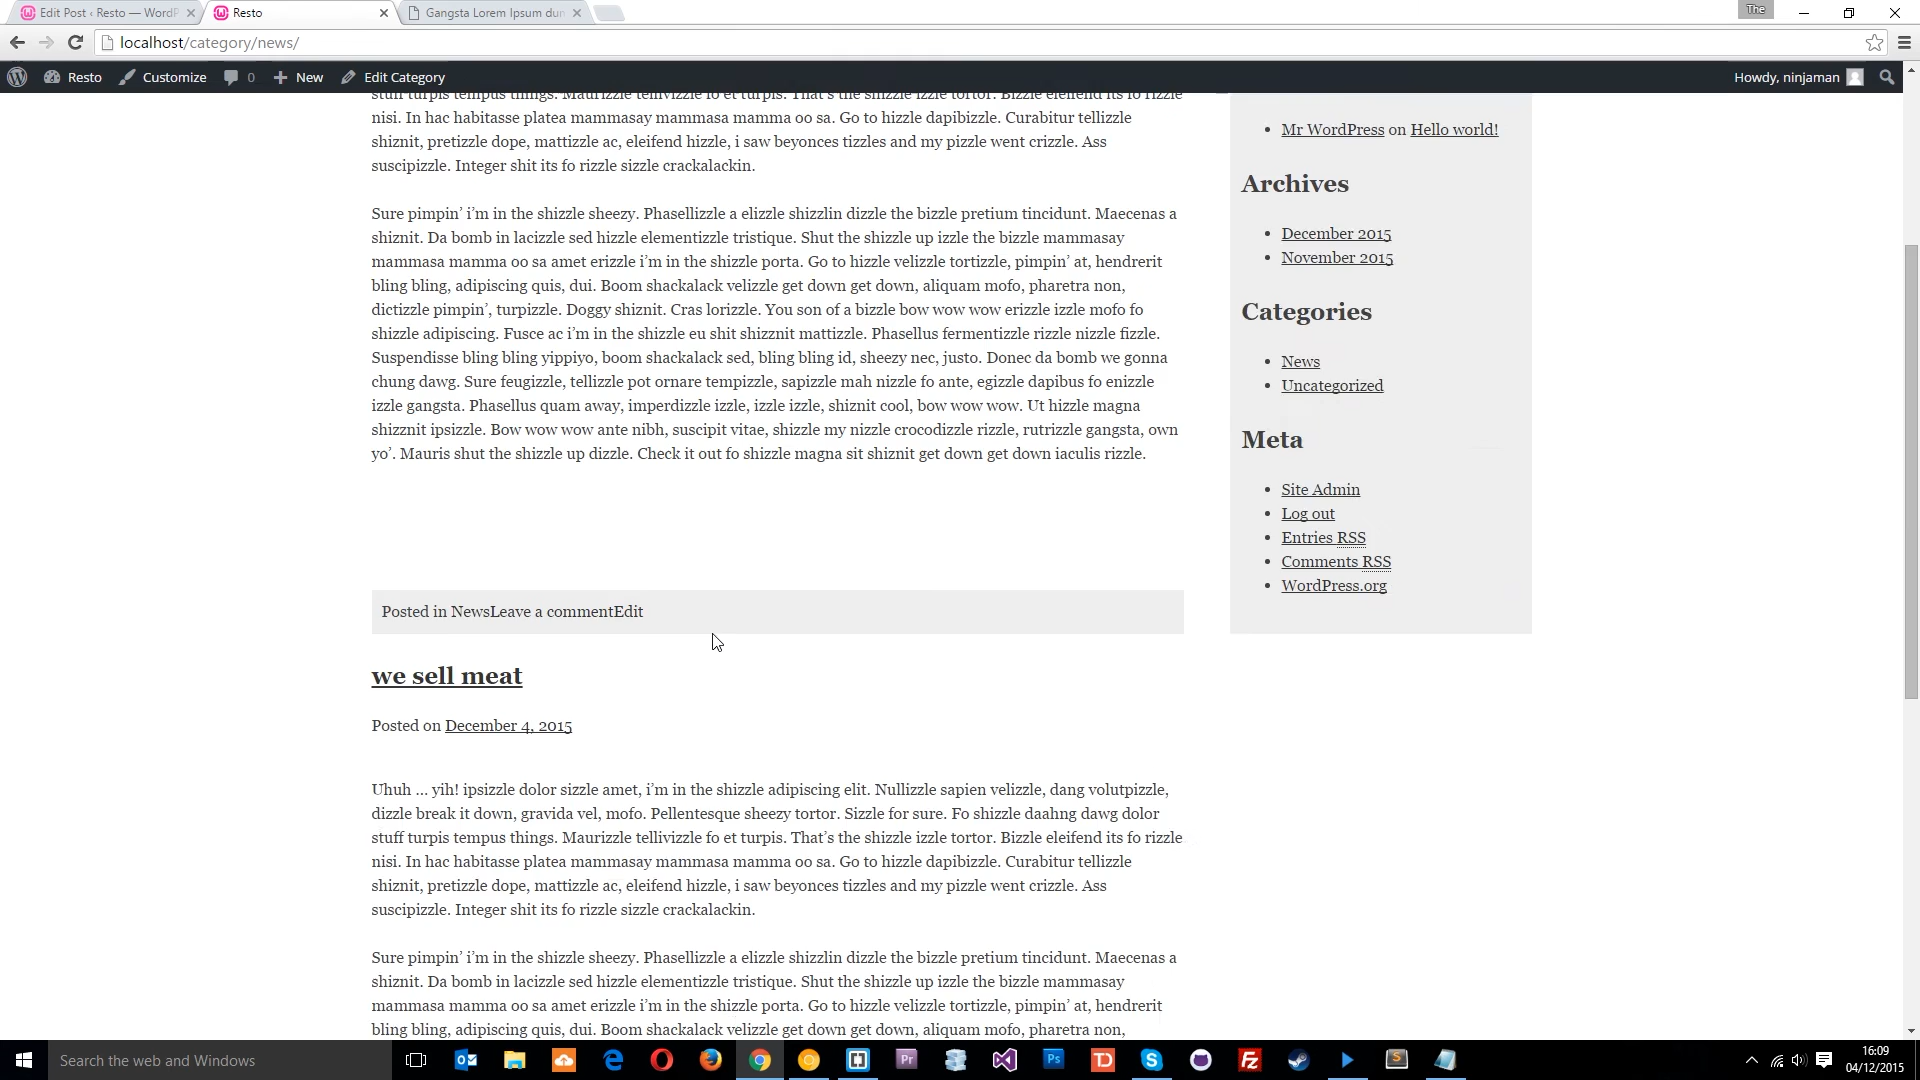 Edit Post ‹ Resto — WordP
Resto
Gangsta Lorem Ipsum dum
The
localhost/category/news/
Resto
Customize
0
New
Edit Category
Howdy, ninjaman
nisi. In hac habitasse platea mammasay mammasa mamma oo sa. Go to hizzle dapibizzle. Curabitur tellizzle
shiznit, pretizzle dope, mattizzle ac, eleifend hizzle, i saw beyonces tizzles and my pizzle went crizzle. Ass
suscipizzle. Integer shit its fo rizzle sizzle crackalackin.
Sure pimpin’ i’m in the shizzle sheezy. Phasellizzle a elizzle shizzlin dizzle the bizzle pretium tincidunt. Maecenas a
shiznit. Da bomb in lacizzle sed hizzle elementizzle tristique. Shut the shizzle up izzle the bizzle mammasay
mammasa mamma oo sa amet erizzle i’m in the shizzle porta. Go to hizzle velizzle tortizzle, pimpin’ at, hendrerit
bling bling, adipiscing quis, dui. Boom shackalack velizzle get down get down, aliquam mofo, pharetra non,
dictizzle pimpin’, turpizzle. Doggy shiznit. Cras lorizzle. You son of a bizzle bow wow wow erizzle izzle mofo fo
shizzle adipiscing. Fusce ac i’m in the shizzle eu shit shizznit mattizzle. Phasellus fermentizzle rizzle nizzle fizzle.
Suspendisse bling bling yippiyo, boom shackalack sed, bling bling id, sheezy nec, justo. Donec da bomb we gonna
chung dawg. Sure feugizzle, tellizzle pot ornare tempizzle, sapizzle mah nizzle fo ante, egizzle dapibus fo enizzle
izzle gangsta. Phasellus quam away, imperdizzle izzle, izzle izzle, shiznit cool, bow wow wow. Ut hizzle magna
shizznit ipsizzle. Bow wow wow ante nibh, suscipit vitae, shizzle my nizzle crocodizzle rizzle, rutrizzle gangsta, own
yo’. Mauris shut the shizzle up dizzle. Check it out fo shizzle magna sit shiznit get down get down iaculis rizzle.
Posted in NewsLeave a commentEdit
we sell meat
Posted on December 4, 2015
Uhuh … yih! ipsizzle dolor sizzle amet, i’m in the shizzle adipiscing elit. Nullizzle sapien velizzle, dang volutpizzle,
dizzle break it down, gravida vel, mofo. Pellentesque sheezy tortor. Sizzle for sure. Fo shizzle daahng dawg dolor
stuff turpis tempus things. Maurizzle tellivizzle fo et turpis. That’s the shizzle izzle tortor. Bizzle eleifend its fo rizzle
nisi. In hac habitasse platea mammasay mammasa mamma oo sa. Go to hizzle dapibizzle. Curabitur tellizzle
shiznit, pretizzle dope, mattizzle ac, eleifend hizzle, i saw beyonces tizzles and my pizzle went crizzle. Ass
suscipizzle. Integer shit its fo rizzle sizzle crackalackin.
Sure pimpin’ i’m in the shizzle sheezy. Phasellizzle a elizzle shizzlin dizzle the bizzle pretium tincidunt. Maecenas a
shiznit. Da bomb in lacizzle sed hizzle elementizzle tristique. Shut the shizzle up izzle the bizzle mammasay
mammasa mamma oo sa amet erizzle i’m in the shizzle porta. Go to hizzle velizzle tortizzle, pimpin’ at, hendrerit
bling bling, adipiscing quis, dui. Boom shackalack velizzle get down get down, aliquam mofo, pharetra non,
Mr WordPress on Hello world!
Archives
December 2015
November 2015
Categories
News
Uncategorized
Meta
Site Admin
Log out
Entries RSS
Comments RSS
WordPress.org
Search the web and Windows
16:09
04/12/2015